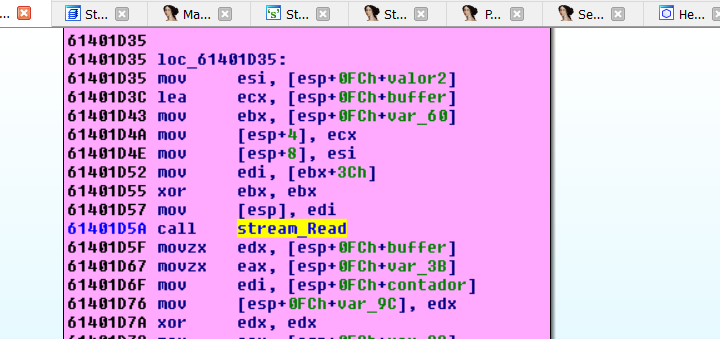 St...
Ma...
St...
St...
P...
Se...
He...
61401D35
61401D35 loc_61401D35:
61401D35 mov esi, [esp+0FCh+valor2]
61401D3C lea ecx, [esp+0FCh+buffer]
61401D43 mov ebx, [esp+0FCh+var_60]
61401D4A mov [esp+4], ecx
61401D4E mov [esp+8], esi
61401D52 mov edi, [ebx+3Ch]
61401D55 xor ebx, ebx
61401D57 mov [esp], edi
61401D5A call stream_Read
61401D5F movzx edx, [esp+0FCh+buffer]
61401D67 movzx eax, [esp+0FCh+var_3B]
61401D6F mov edi, [esp+0FCh+contador]
61401D76 mov [esp+0FCh+var_9C], edx
61401D7A xor edx, edx